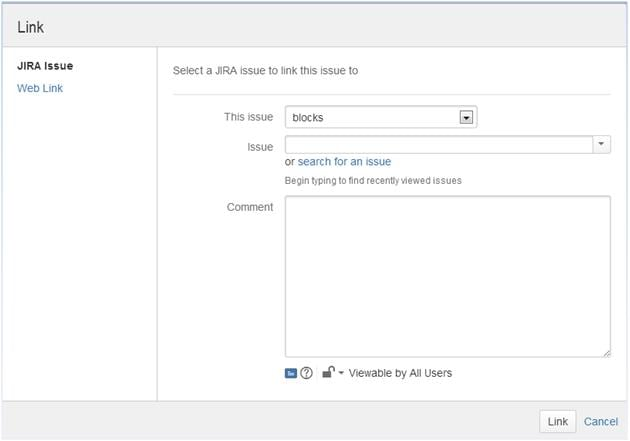 Link
JIRA Issue
Web Link
Select a JIRA issue to link this issue to
This issue
blocks
Issue
or search for an issue
Begin typing to find recently viewed issues
Comment
Viewable by All Users
Link Cancel